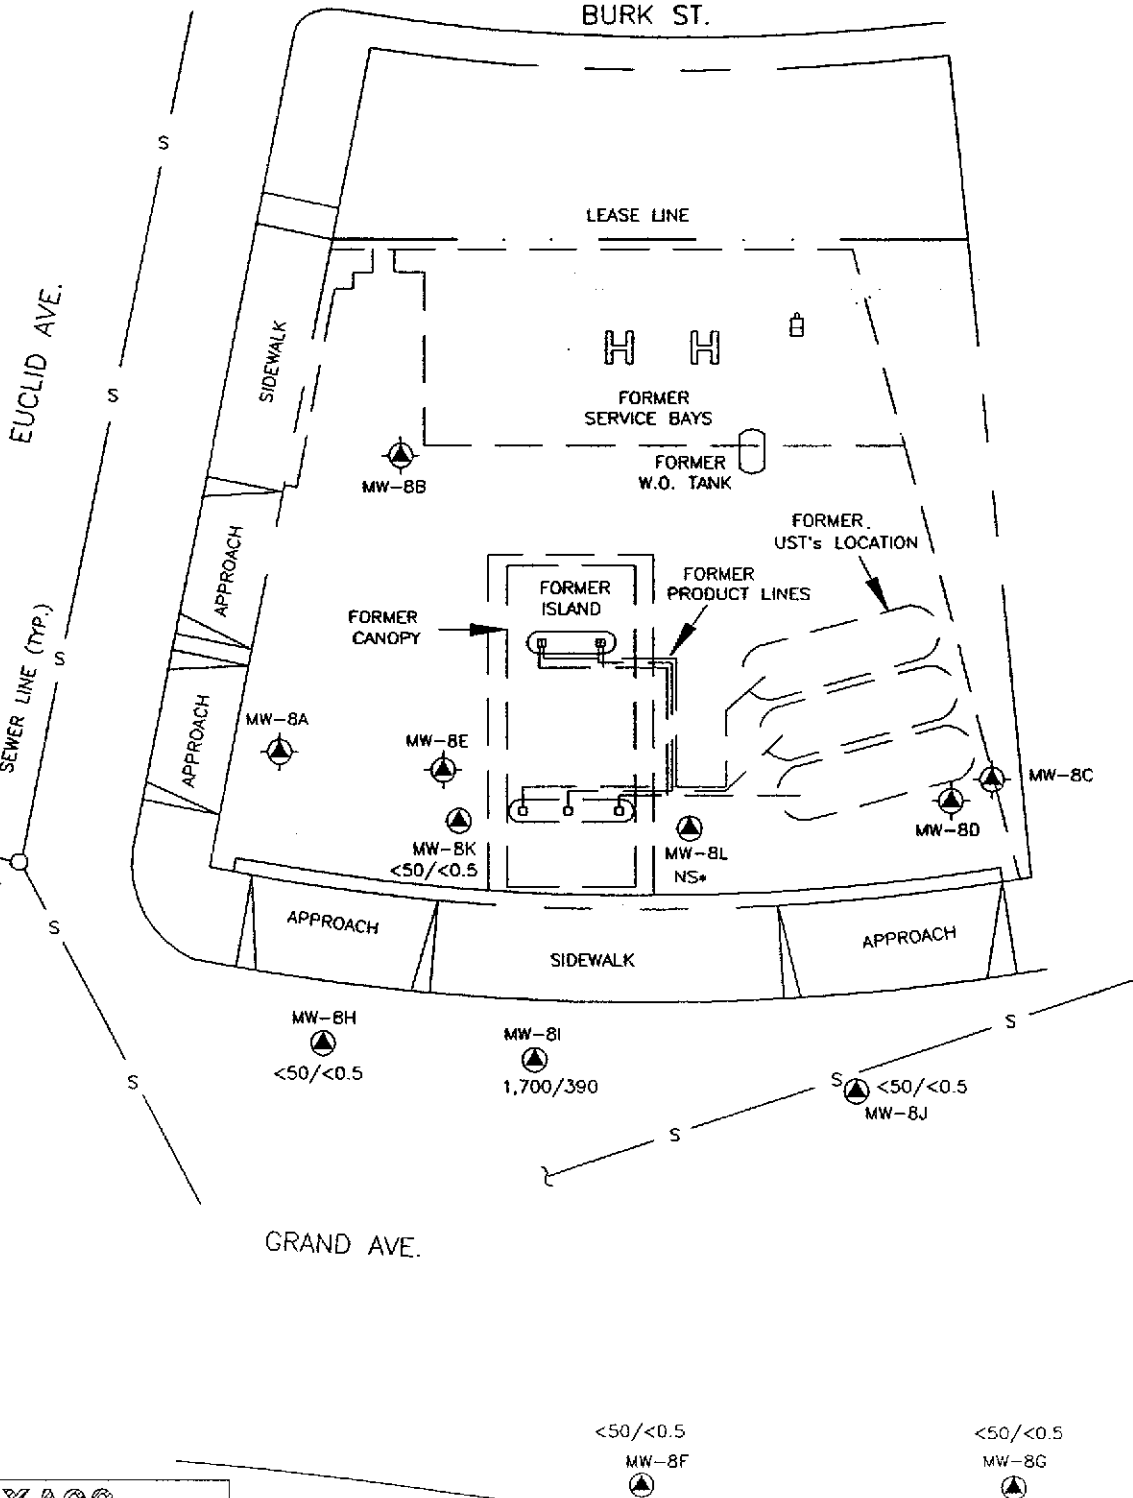 BURK ST.
S
LEASE LINE
EUCLID AVE.
SIDEWALK
S
FORMER
SERVICE BAYS
FORMER
W.O. TANK
MW-8B
FORMER
UST's LOCATION
APPROACH
FORMER
ISLAND
FORMER
PRODUCT LINES
FORMER
CANOPY
SEWER LINE (TYP.)
S
APPROACH
MW-8A
MW-8E
MW-8C
MW-8D
MW-8K
<50/<0.5
MW-8L
NS*
S
APPROACH
SIDEWALK
APPROACH
MW-8H
<50/<0.5
MW-8I
1,700/390
S
S
S
<50/<0.5
MW-8J
S
GRAND AVE.
<50/<0.5
MW-8F
<50/<0.5
MW-8G